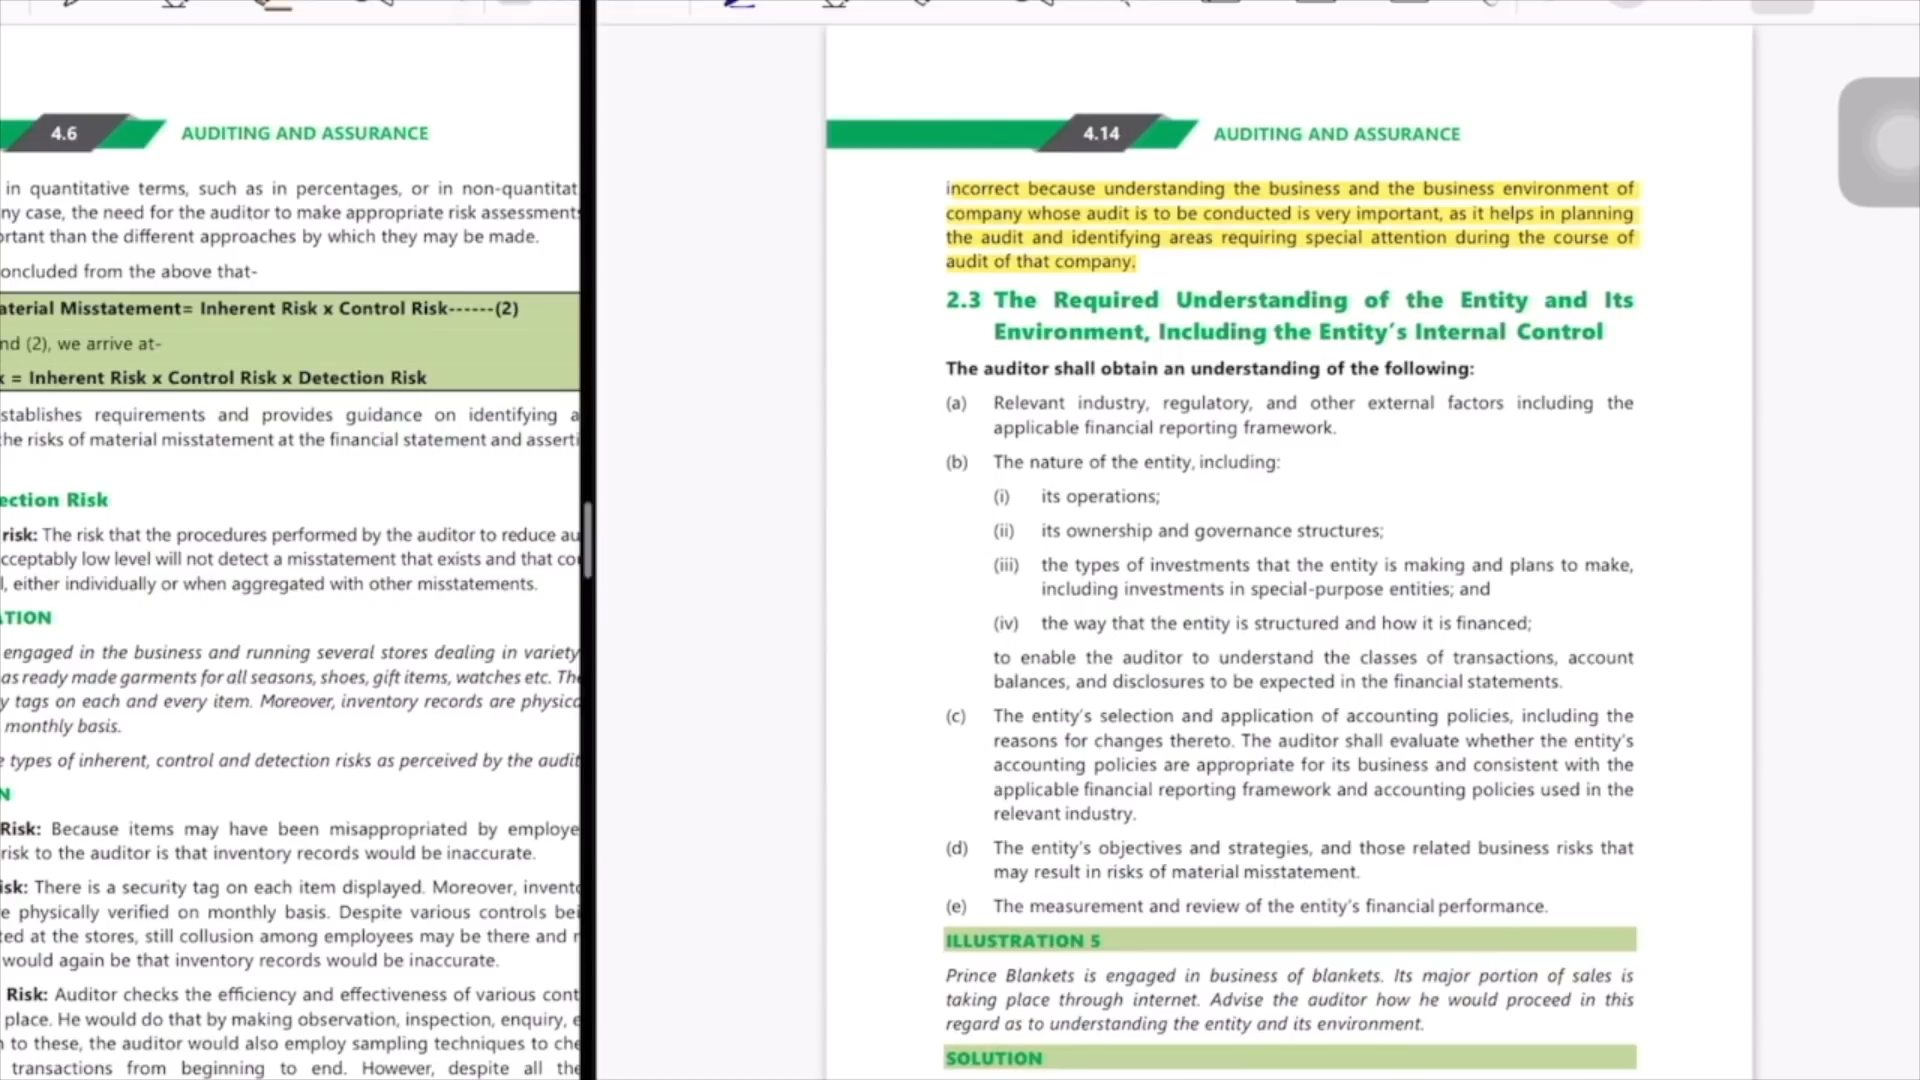 4.6 AUDITING AND ASSURANCE
in quantitative terms, such as in percentages, or in non-quantitat
ny case, the need for the auditor to make appropriate risk assessments
ortant than the different approaches by which they may be made.
oncluded from the above that-
aterial Misstatement= Inherent Risk x Control Risk------(2)
nd (2), we arrive at-
k = Inherent Risk x Control Risk x Detection Risk
stablishes requirements and provides guidance on identifying a
the risks of material misstatement at the financial statement and asserti
ection Risk
risk: The risk that the procedures performed by the auditor to reduce au
cceptably low level will not detect a misstatement that exists and that co
l, either individually or when aggregated with other misstatements.
ATION
engaged in the business and running several stores dealing in variety
as ready made garments for all seasons, shoes, gift items, watches etc. The
y tags on each and every item. Moreover, inventory records are physica
monthly basis.
e types of inherent, control and detection risks as perceived by the audit
N
Risk: Because items may have been misappropriated by employe
risk to the auditor is that inventory records would be inaccurate.
isk: There is a security tag on each item displayed. Moreover, invento
e physically verified on monthly basis. Despite various controls bei
ted at the stores, still collusion among employees may be there and r
would again be that inventory records would be inaccurate.
Risk: Auditor checks the efficiency and effectiveness of various cont
place. He would do that by making observation, inspection, enquiry, e
n to these, the auditor would also employ sampling techniques to che
transactions from beginning to end. However, despite all the
4.14 AUDITING AND ASSURANCE
incorrect because understanding the business and the business environment of
company whose audit is to be conducted is very important, as it helps in planning
the audit and identifying areas requiring special attention during the course of
audit of that company.
2.3 The Required Understanding of the Entity and Its
Environment, Including the Entity's Internal Control
The auditor shall obtain an understanding of the following:
(a) Relevant industry, regulatory, and other external factors including the
applicable financial reporting framework.
(b) The nature of the entity, including:
(i) its operations;
(ii) its ownership and governance structures;
(iii) the types of investments that the entity is making and plans to make,
including investments in special-purpose entities; and
(iv) the way that the entity is structured and how it is financed;
to enable the auditor to understand the classes of transactions, account
balances, and disclosures to be expected in the financial statements.
(c) The entity's selection and application of accounting policies, including the
reasons for changes thereto. The auditor shall evaluate whether the entity's
accounting policies are appropriate for its business and consistent with the
applicable financial reporting framework and accounting policies used in the
relevant industry.
(d) The entity's objectives and strategies, and those related business risks that
may result in risks of material misstatement.
(e) The measurement and review of the entity's financial performance.
ILLUSTRATION 5
Prince Blankets is engaged in business of blankets. Its major portion of sales is
taking place through internet. Advise the auditor how he would proceed in this
regard as to understanding the entity and its environment.
SOLUTION